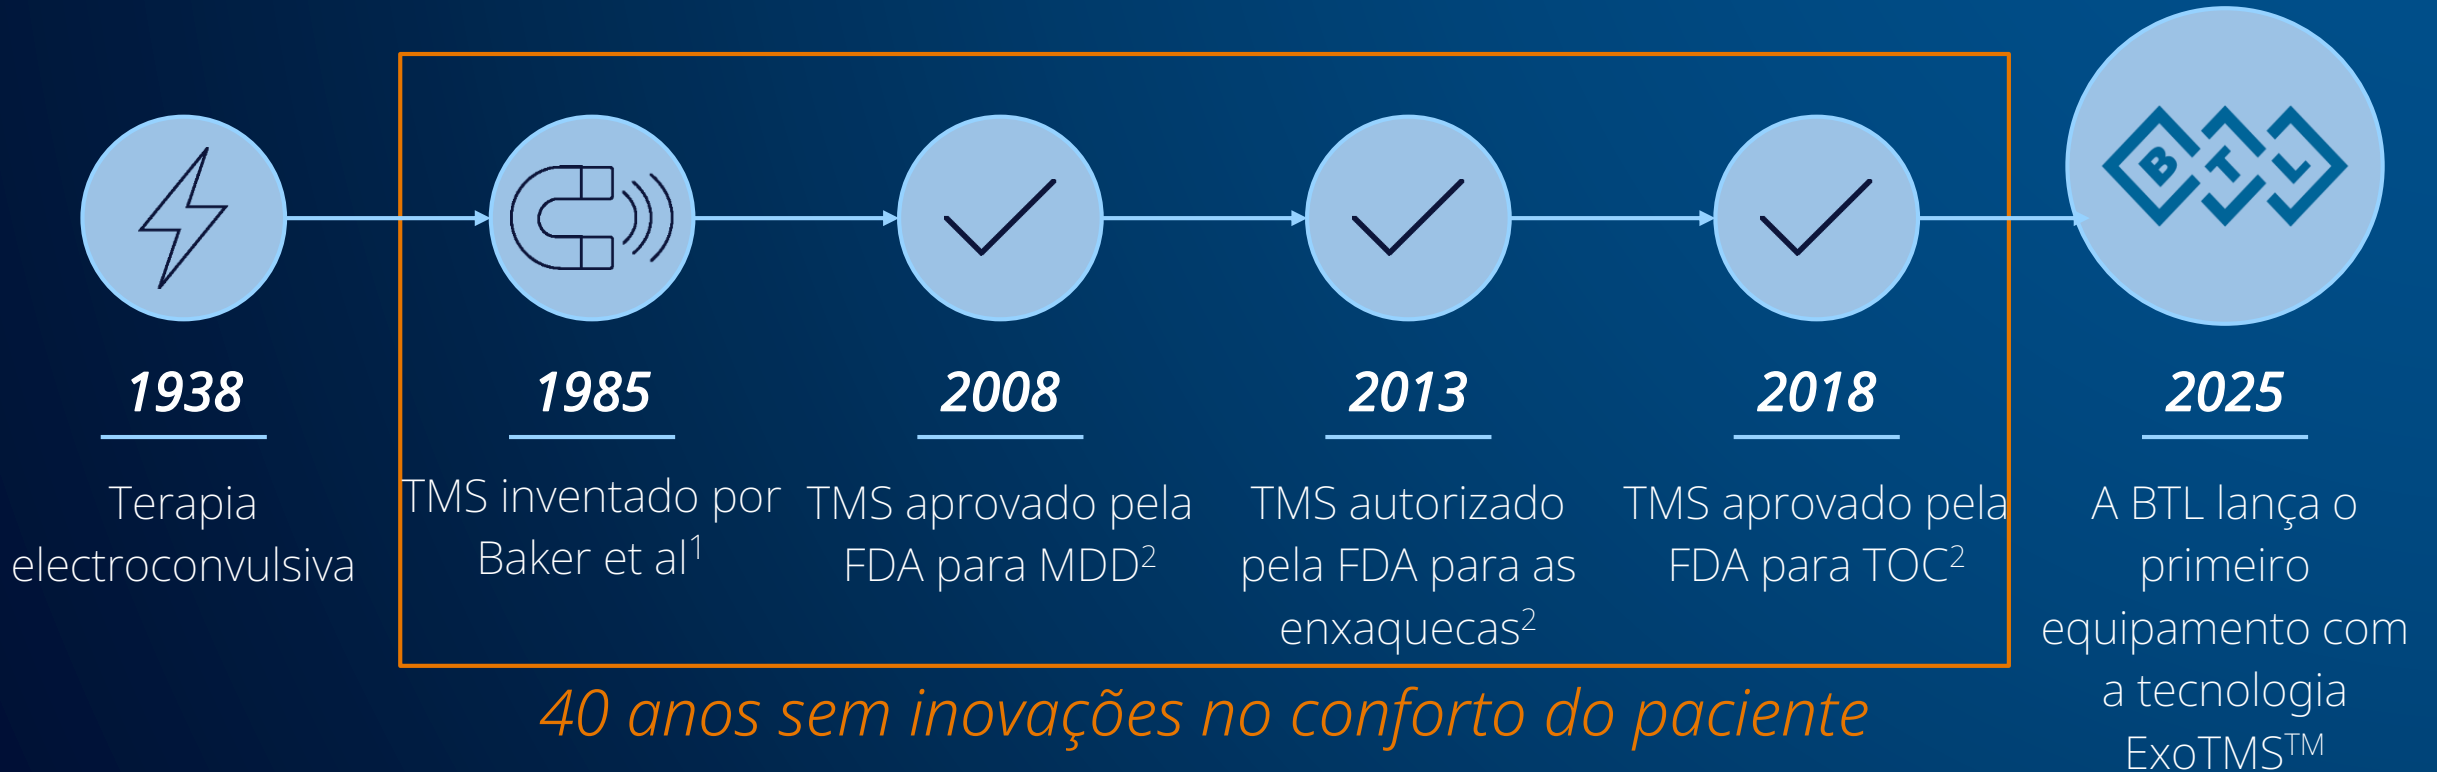 BTL
1938
Terapia
electroconvulsiva
1985
TMS inventado por
Baker et al¹
2008
TMS aprovado pela
FDA para MDD²
2013
TMS autorizado
pela FDA para as
enxaquecas²
2018
TMS aprovado pela
FDA para TOC²
2025
A BTL lança o
primeiro
equipamento com
a tecnologia
ExoTMS™
40 anos sem inovações no conforto do paciente